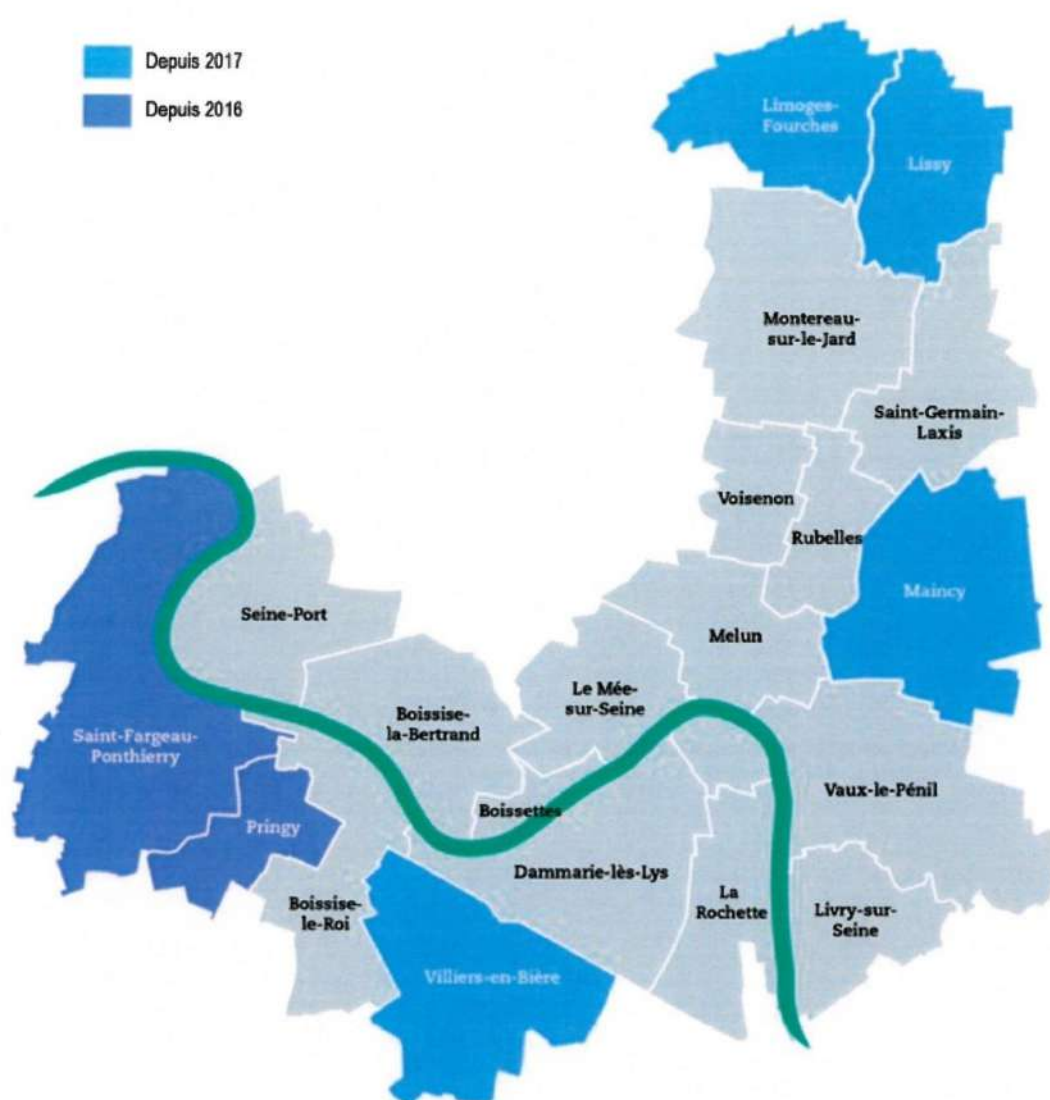 Depuis 2017
Depuis 2016
Limoges-
Fourches
Lissy
Montereau-
sur-le-Jard
Saint-Germain-
Laxis
Voisenon
Rubelles
Maincy
Seine-Port
Melun
Le Mée-
sur-Seine
Boissise-
la-Bertrand
Saint-Fargeau-
Ponthierry
Vaux-le-Pénil
Boissettes
Pringy
Dammarie-lès-Lys
La
Rochette
Boissise-
le-Roi
Livry-sur-
Seine
Villiers-en-Bière